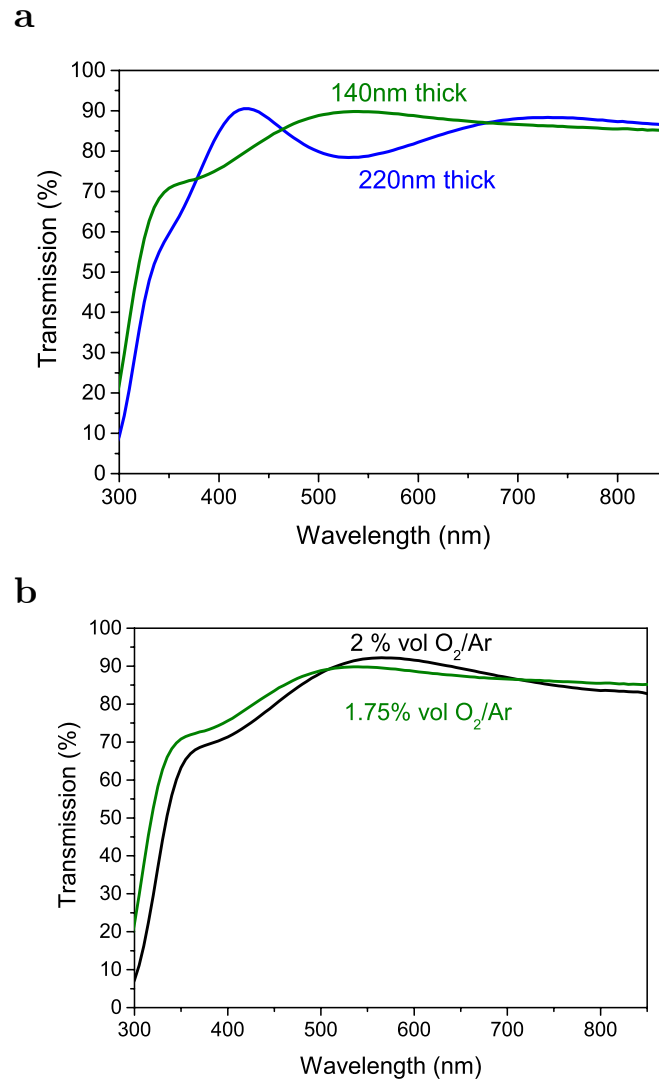 a
100
90
80
70
60
50
40
30
20
10
0
Transmission (%)
140nm thick
220nm thick
300 400 500 600 700 800
Wavelength (nm)
b
100
90
80
70
60
50
40
30
20
10
0
Transmission (%)
2 % vol O₂/Ar
1.75% vol O₂/Ar
300 400 500 600 700 800
Wavelength (nm)